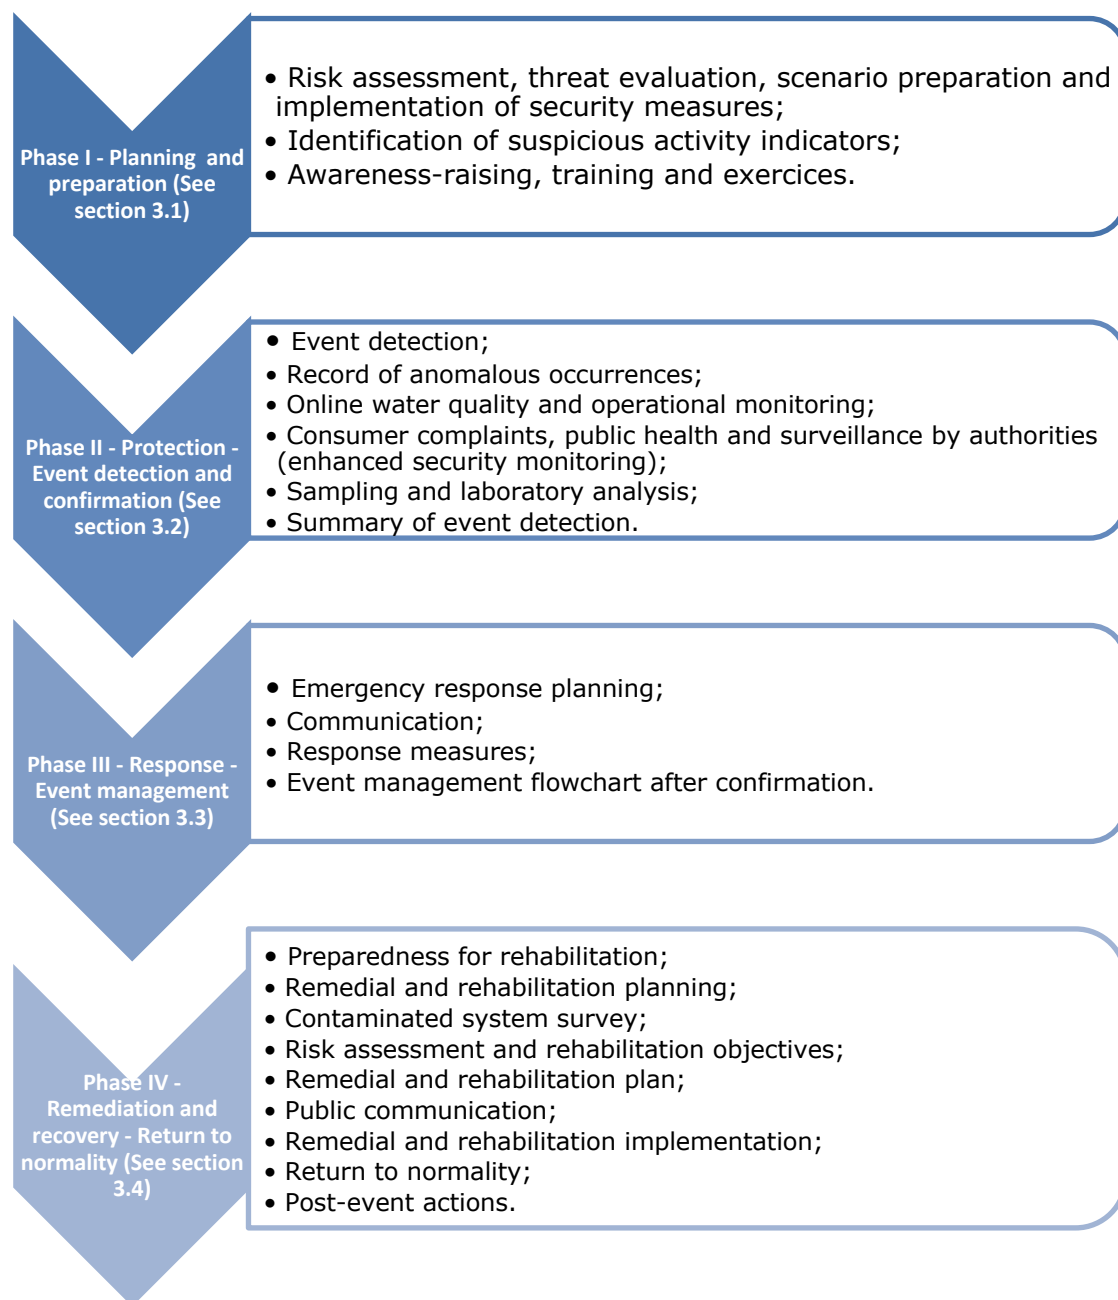 Phase I - Planning and
preparation (See
section 3.1)
• Risk assessment, threat evaluation, scenario preparation and
implementation of security measures;
• Identification of suspicious activity indicators;
• Awareness-raising, training and exercices.
Phase II - Protection -
Event detection and
confirmation (See
section 3.2)
• Event detection;
• Record of anomalous occurrences;
• Online water quality and operational monitoring;
• Consumer complaints, public health and surveillance by authorities
(enhanced security monitoring);
• Sampling and laboratory analysis;
• Summary of event detection.
Phase III - Response -
Event management
(See section 3.3)
• Emergency response planning;
• Communication;
• Response measures;
• Event management flowchart after confirmation.
Phase IV -
Remediation and
recovery - Return to
normality (See section
3.4)
• Preparedness for rehabilitation;
• Remedial and rehabilitation planning;
• Contaminated system survey;
• Risk assessment and rehabilitation objectives;
• Remedial and rehabilitation plan;
• Public communication;
• Remedial and rehabilitation implementation;
• Return to normality;
• Post-event actions.